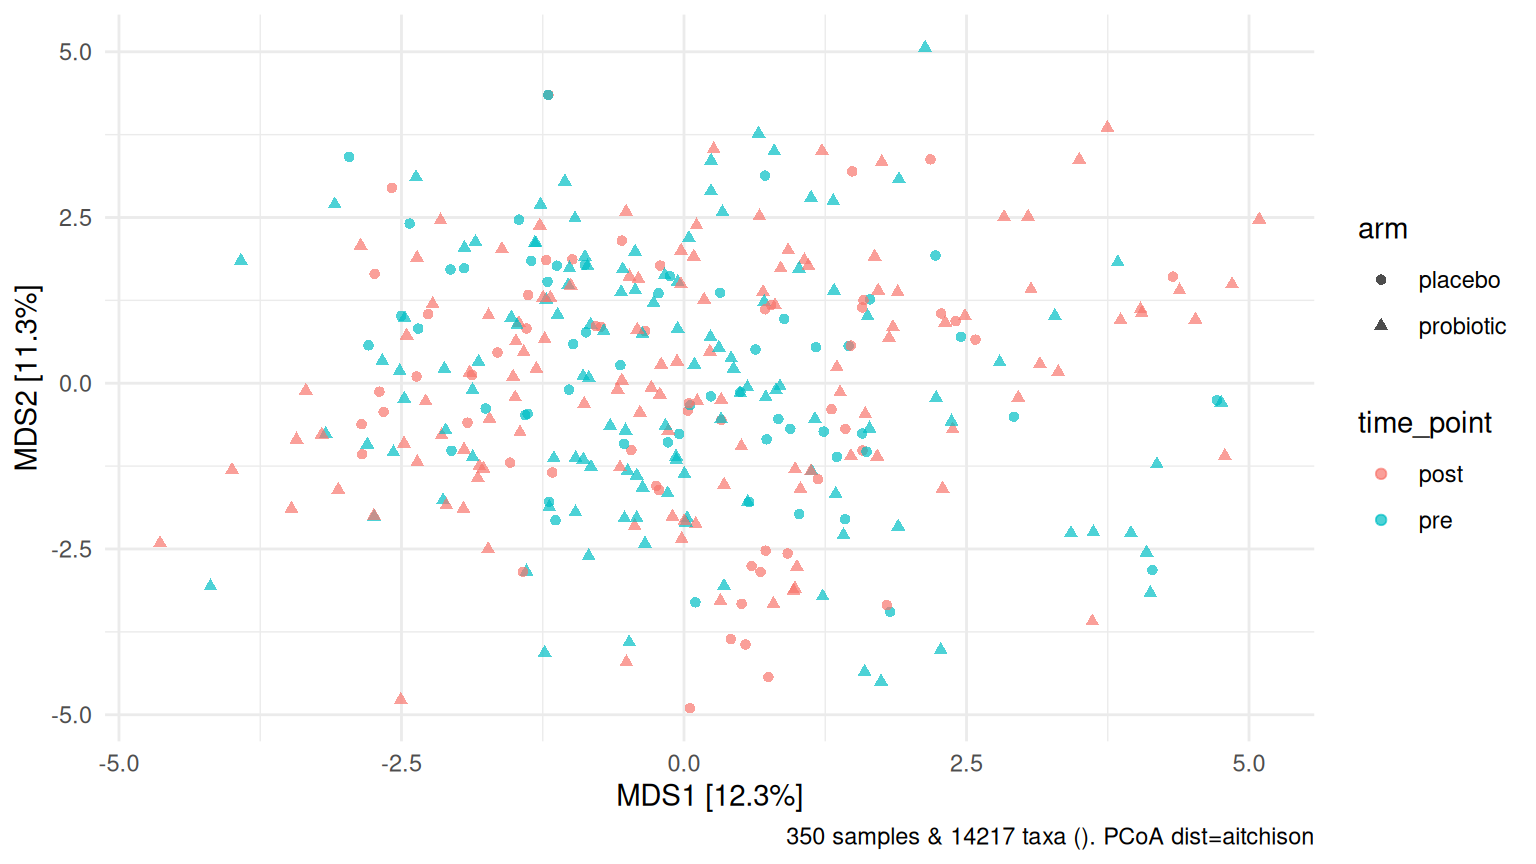 5.0
2.5
0.0
-2.5
-5.0
MDS2 [11.3%]
-5.0
-2.5
0.0
2.5
5.0
MDS1 [12.3%]
350 samples & 14217 taxa (). PCoA dist=aitchison
arm
placebo
probiotic
time_point
post
pre